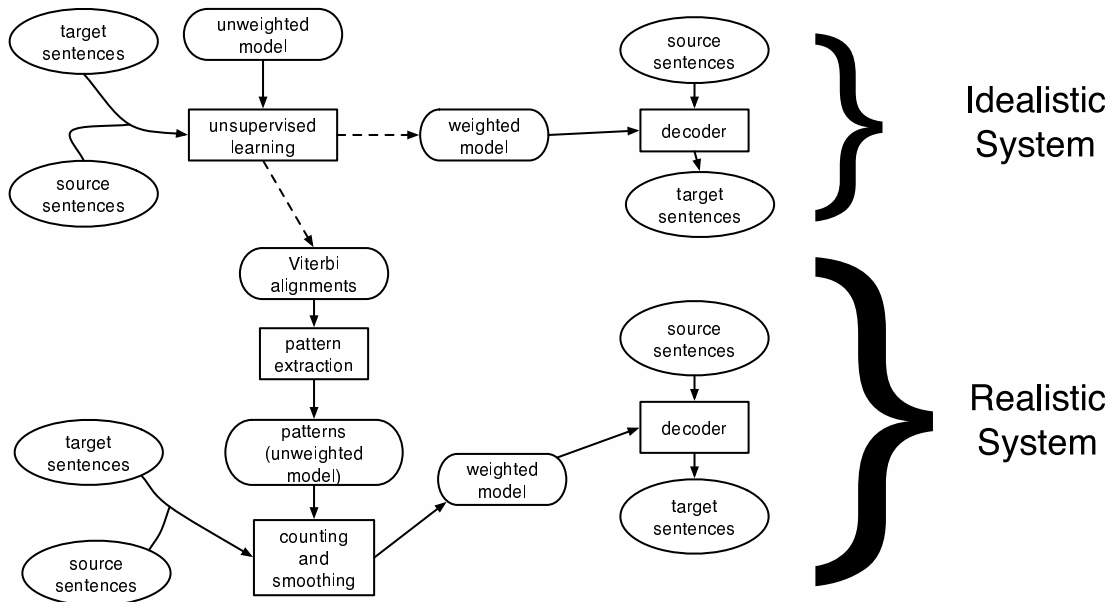 target
sentences
unweighted
model
source
sentences
Idealistic
System
unsupervised
learning
weighted
model
decoder
source
sentences
target
sentences
Viterbi
alignments
source
sentences
pattern
extraction
Realistic
System
target
sentences
patterns
(unweighted
model)
decoder
weighted
model
target
sentences
counting
and
smoothing
source
sentences